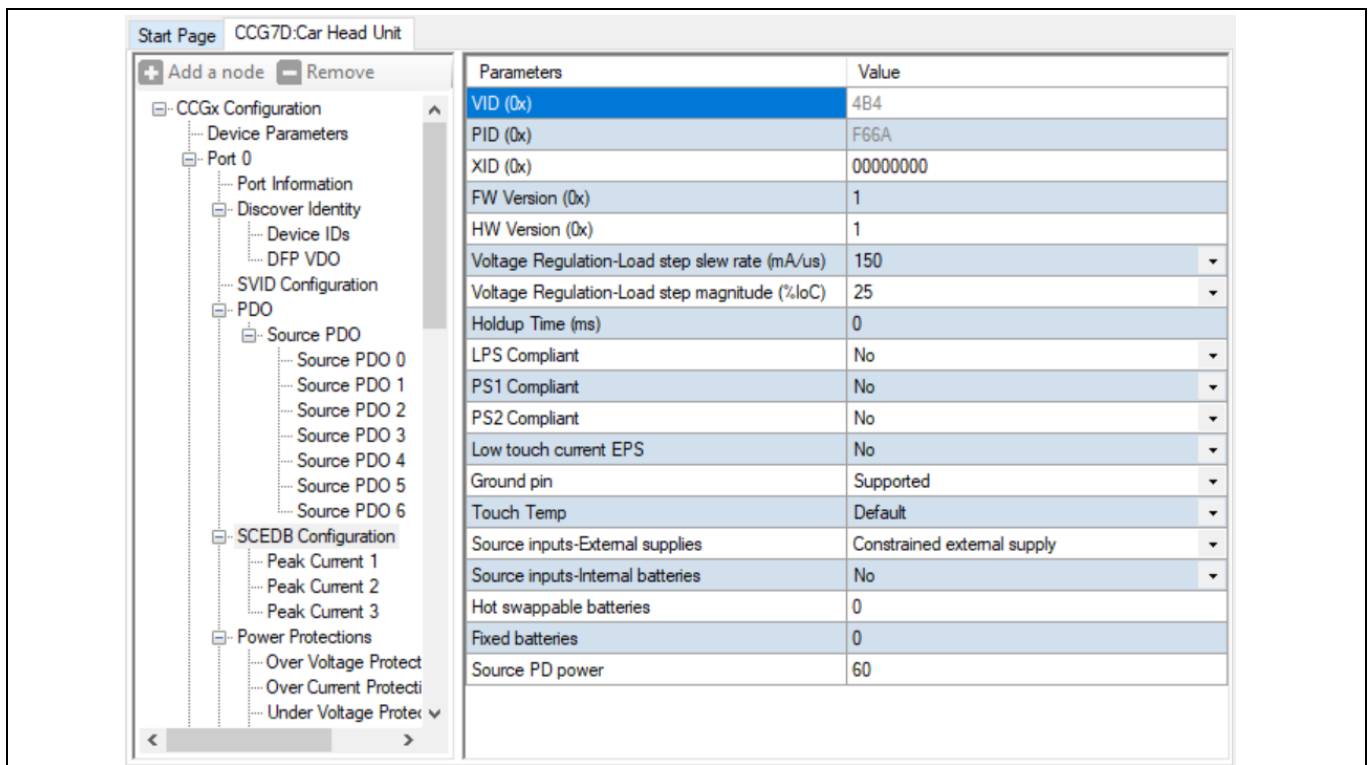 Start Page CCG7D:Car Head Unit
Add a node Remove
CCGx Configuration
Device Parameters
Port 0
Port Information
Discover Identity
Device IDs
DFP VDO
SVID Configuration
PDO
Source PDO
Source PDO 0
Source PDO 1
Source PDO 2
Source PDO 3
Source PDO 4
Source PDO 5
Source PDO 6
SCEDB Configuration
Peak Current 1
Peak Current 2
Peak Current 3
Power Protections
Over Voltage Protect
Over Current Protecti
Under Voltage Protec
Parameters Value
VID (0x) 4B4
PID (0x) F66A
XID (0x) 00000000
FW Version (0x) 1
HW Version (0x) 1
Voltage Regulation-Load step slew rate (mA/us) 150
Voltage Regulation-Load step magnitude (%IoC) 25
Holdup Time (ms) 0
LPS Compliant No
PS1 Compliant No
PS2 Compliant No
Low touch current EPS No
Ground pin Supported
Touch Temp Default
Source inputs-External supplies Constrained external supply
Source inputs-Internal batteries No
Hot swappable batteries 0
Fixed batteries 0
Source PD power 60